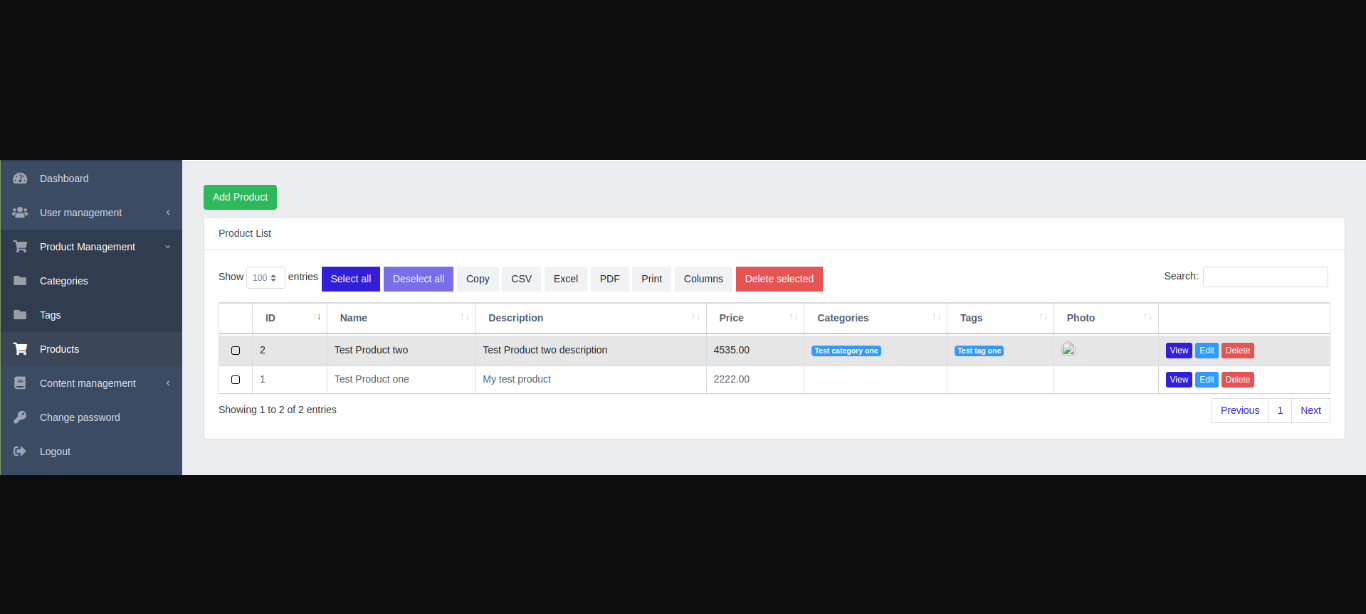 Dashboard
User management
Product Management
Categories
Tags
Products
Content management
Change password
Logout
Add Product
Product List
Show 100 entries Select all Deselect all Copy CSV Excel PDF Print Columns Delete selected Search:
ID Name Description Price Categories Tags Photo
2 Test Product two Test Product two description 4535.00 Test category one Test tag one View Edit Delete
1 Test Product one My test product 2222.00 View Edit Delete
Showing 1 to 2 of 2 entries Previous 1 Next